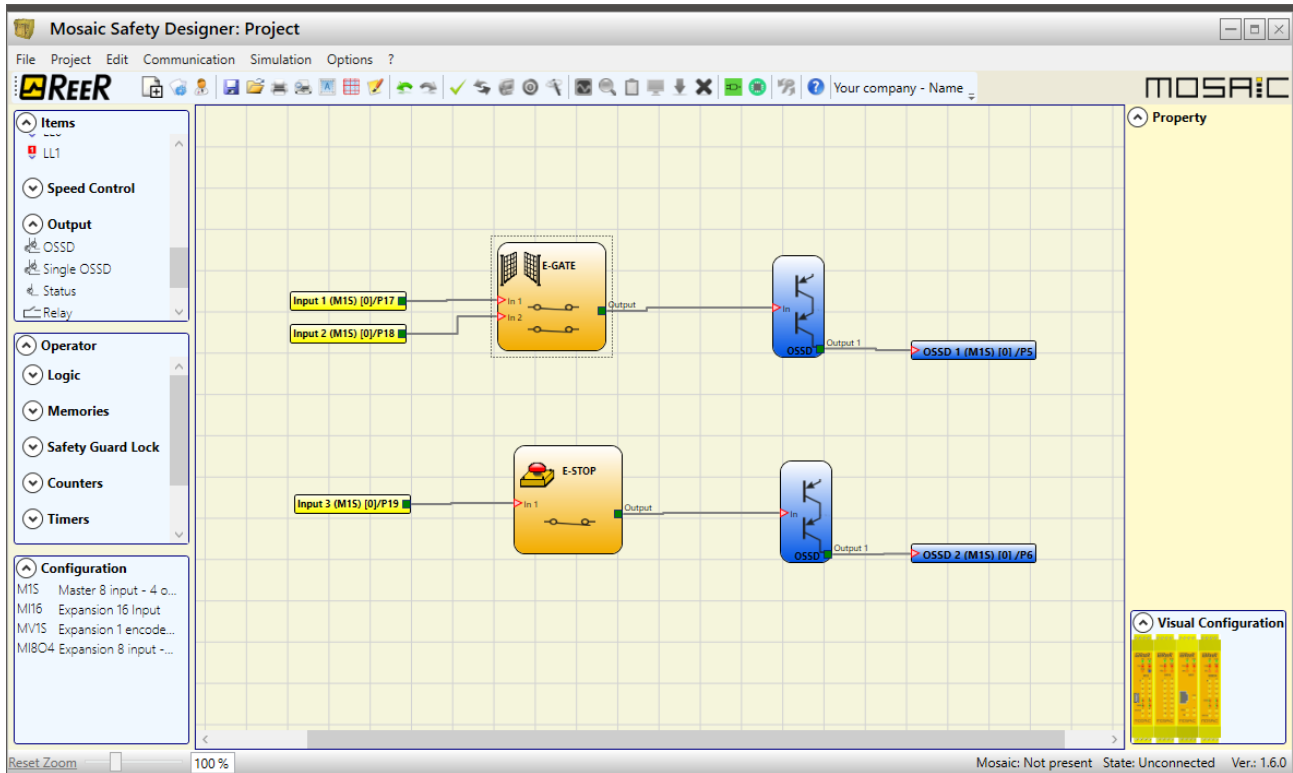 Mosaic Safety Designer: Project
File Project Edit Communication Simulation Options ?
REER
Your company - Name
MOSAIC
Items
LL1
Speed Control
Output
OSSD
Single OSSD
Status
Relay
Operator
Logic
Memories
Safety Guard Lock
Counters
Timers
Configuration
M1S Master 8 input - 4 o...
MI16 Expansion 16 Input
MV1S Expansion 1 encode...
MI8O4 Expansion 8 input -...
Input 1 (M1S) [0]/P17
Input 2 (M1S) [0]/P18
E-GATE
In 1
In 2
Output
In
OSSD
Output 1
OSSD 1 (M1S) [0] /P5
Input 3 (M1S) [0]/P19
E-STOP
In 1
Output
In
OSSD
Output 1
OSSD 2 (M1S) [0] /P6
Property
Visual Configuration
Reset Zoom
100 %
Mosaic: Not present State: Unconnected Ver.: 1.6.0